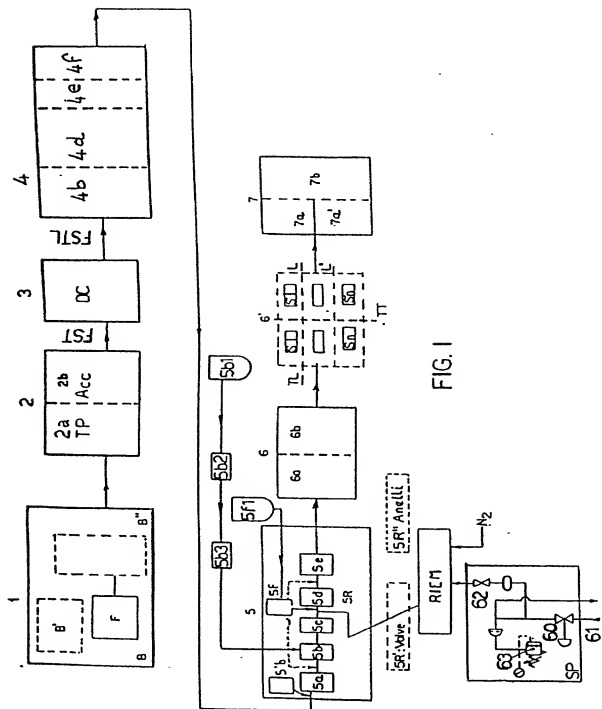 1
B'
B"
F
B
2
2a
TP
2b
Acc
FST
3
DC
FSTL
4
4b
4d
4e
4f
5b1
5b2
5b3
5f1
5
5'b
5f
5a
5b
5c
5d
5e
5R
6
6a
6b
6'
TL
L
L'
S1
S1
Sn
Sn
TT
7
7a
7b
7a'
5R'-Valve
5R" Anelli
RIEM
N2
62
60
61
63
SP
FIG. 1